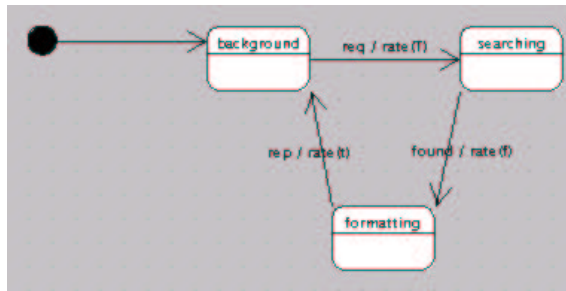 background
req / rate(T)
searching
rep / rate(t)
found / rate(f)
formatting